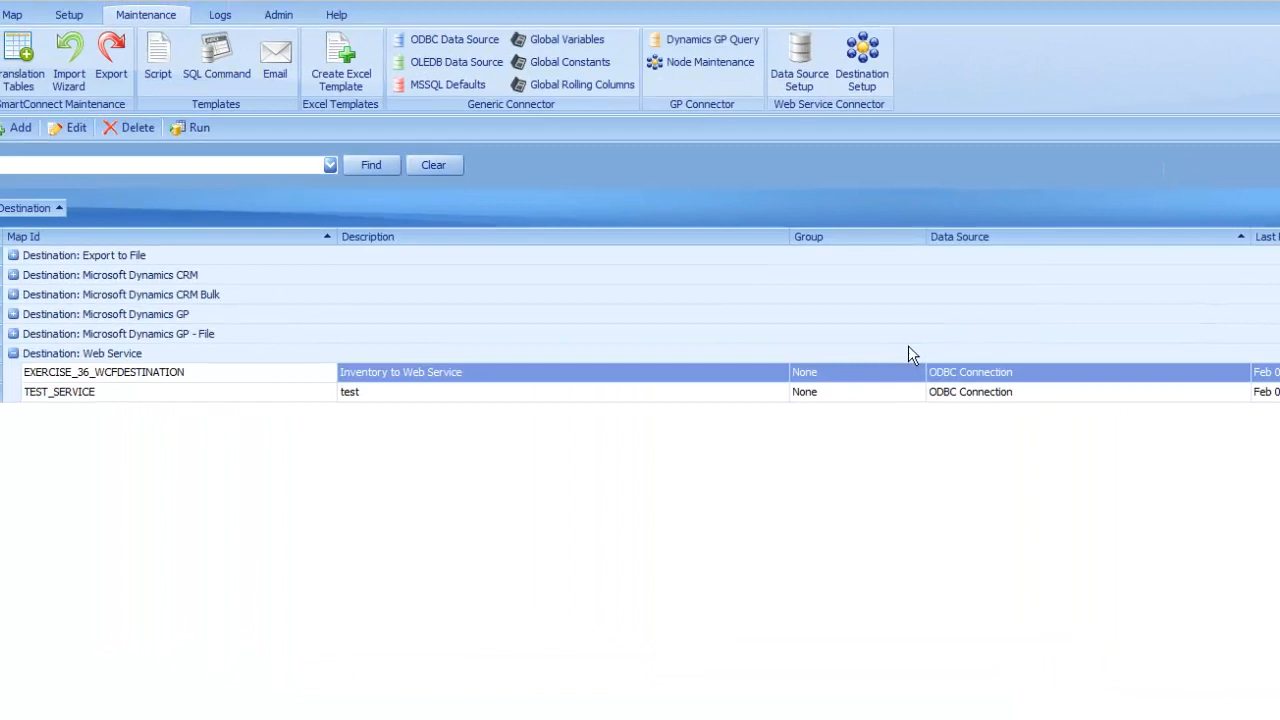 Map Setup Maintenance Logs Admin Help
Translation Tables Import Wizard Export Script SQL Command Email Create Excel Template ODBC Data Source Global Variables Dynamics GP Query Data Source Setup Destination Setup
OLEDB Data Source Global Constants Node Maintenance
MSSQL Defaults Global Rolling Columns
SmartConnect Maintenance Templates Excel Templates Generic Connector GP Connector Web Service Connector
Add Edit Delete Run
Find Clear
Destination
Map Id Description Group Data Source Last
Destination: Export to File
Destination: Microsoft Dynamics CRM
Destination: Microsoft Dynamics CRM Bulk
Destination: Microsoft Dynamics GP
Destination: Microsoft Dynamics GP - File
Destination: Web Service
EXERCISE_36_WCFDESTINATION Inventory to Web Service None ODBC Connection Feb 0
TEST_SERVICE test None ODBC Connection Feb 0